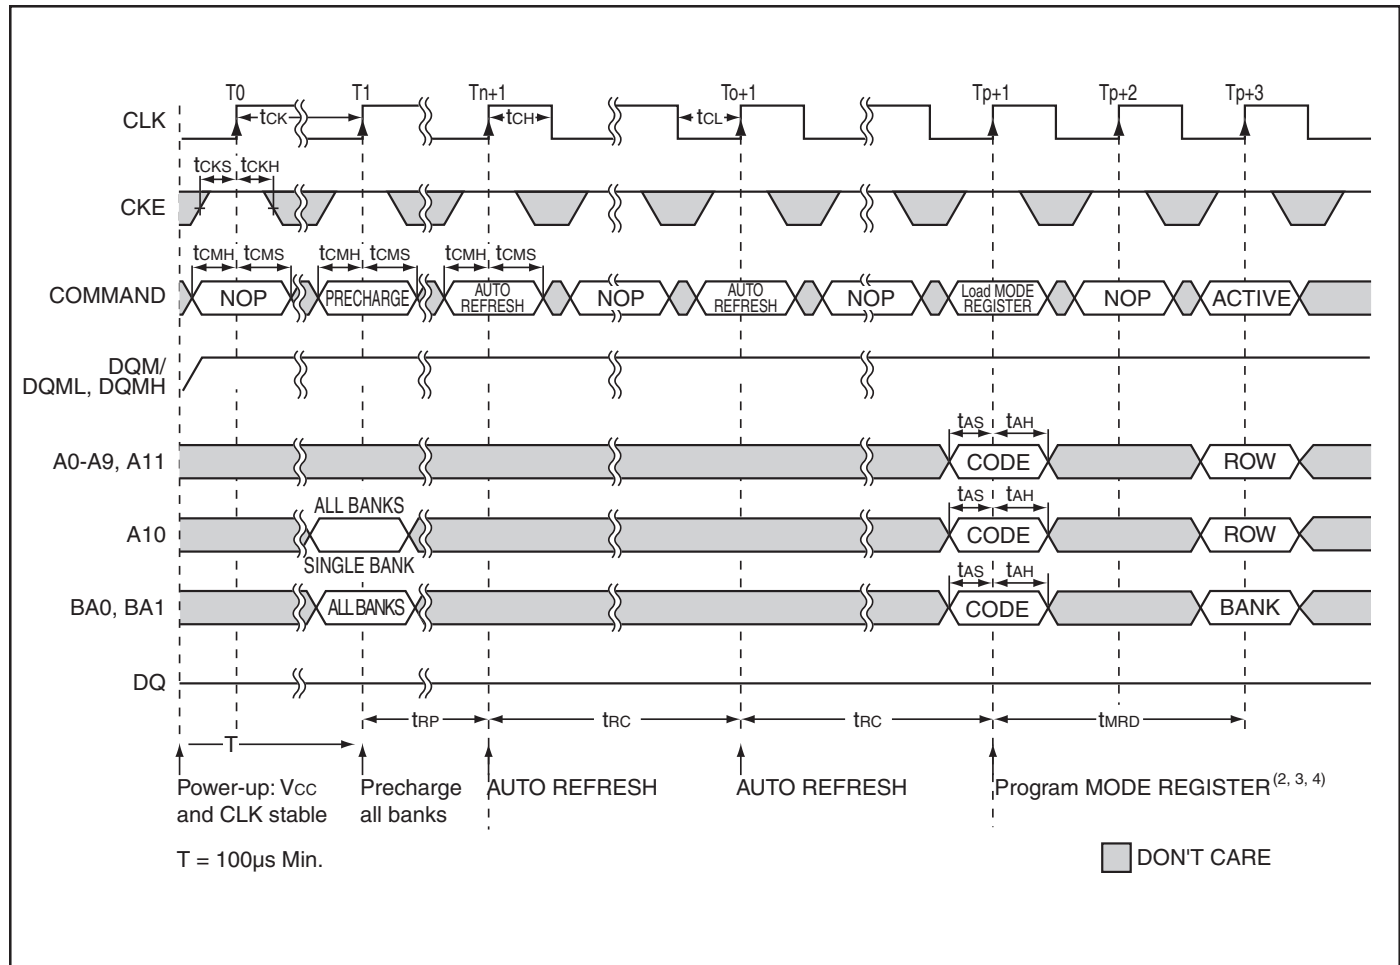 T0 T1 Tn+1 To+1 Tp+1 Tp+2 Tp+3
CLK tCK tCH tCL
tCKS tCKH
CKE
tCMH tCMS tCMH tCMS tCMH tCMS
COMMAND NOP PRECHARGE AUTO REFRESH NOP AUTO REFRESH NOP Load MODE REGISTER NOP ACTIVE
DQM/
DQML, DQMH
tAS tAH
A0-A9, A11 CODE ROW
ALL BANKS tAS tAH
A10 CODE ROW
SINGLE BANK tAS tAH
BA0, BA1 ALL BANKS CODE BANK
DQ
tRP tRC tRC tMRD
T
Power-up: VCC Precharge AUTO REFRESH AUTO REFRESH Program MODE REGISTER (2, 3, 4)
and CLK stable all banks
T = 100µs Min. DON'T CARE